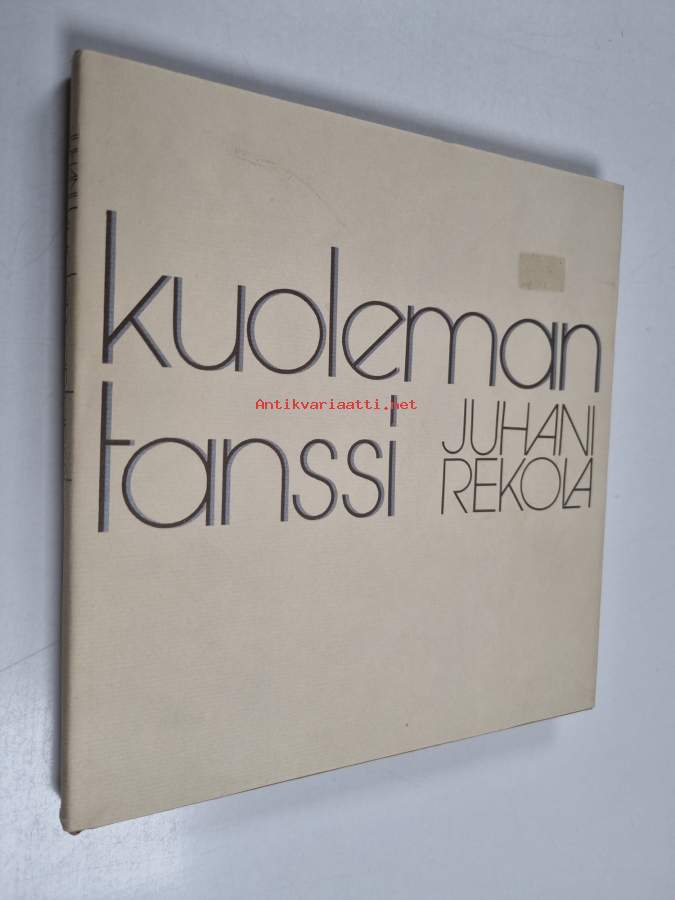 kuoleman
tanssi
JUHANI
REKOLA
Antikvariaatti.net